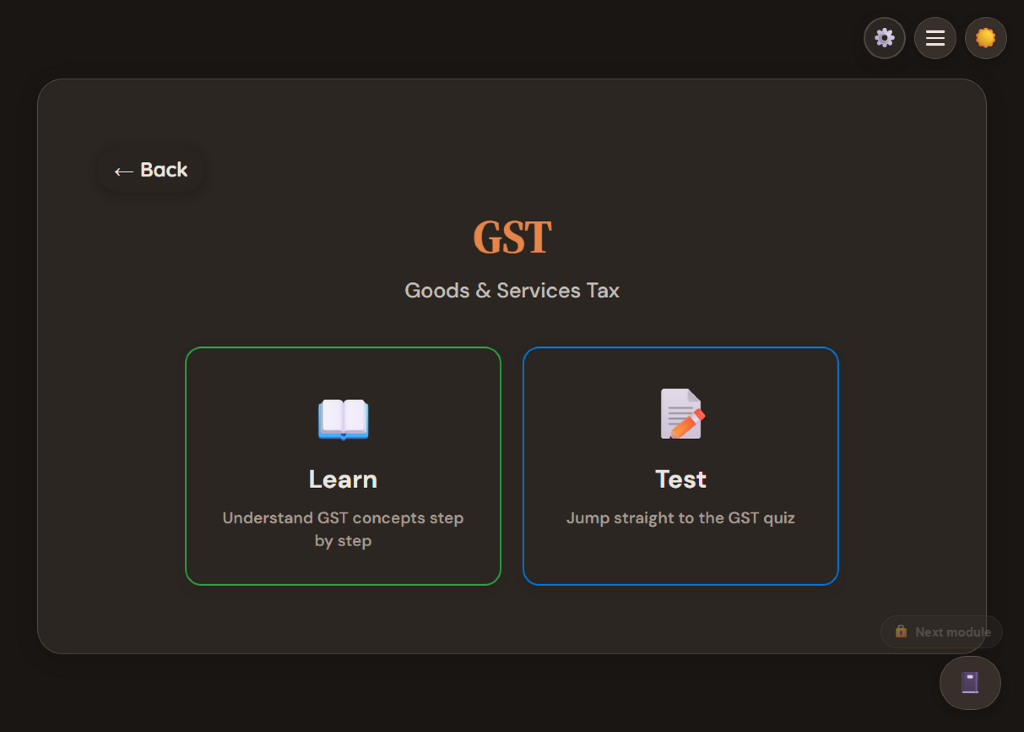 ← Back
GST
Goods & Services Tax
Learn
Understand GST concepts step
by step
Test
Jump straight to the GST quiz
Next module